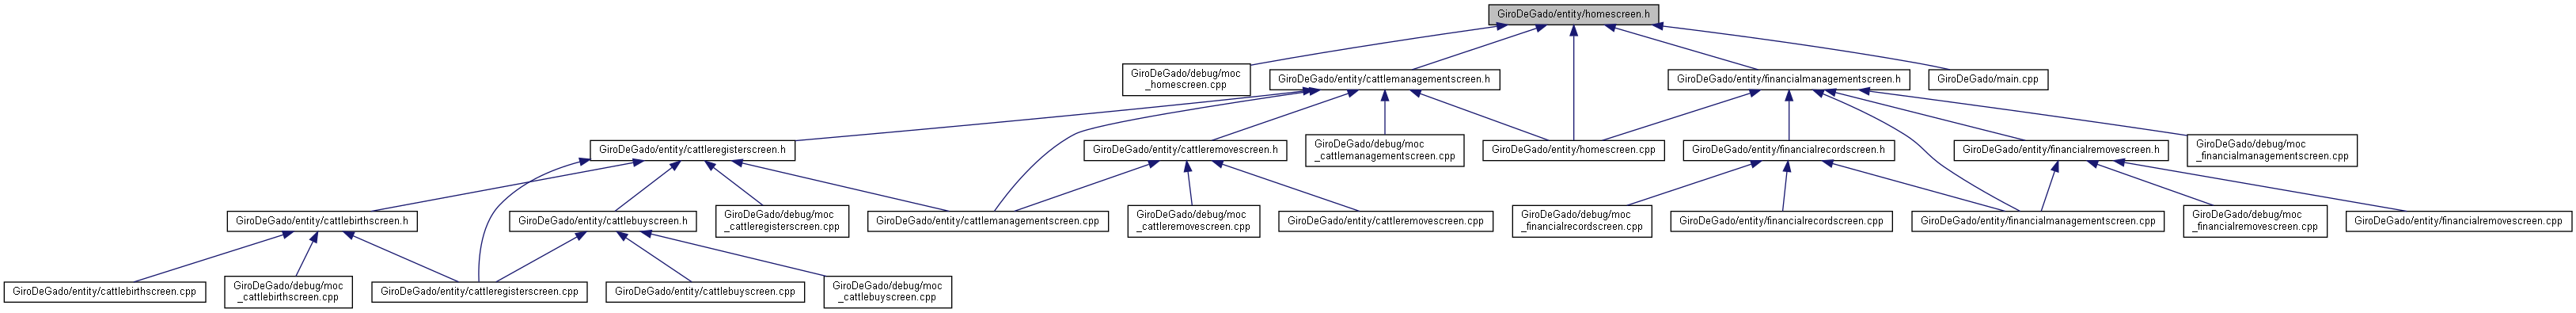 GiroDeGado/entity/homescreen.h
GiroDeGado/debug/moc
_homescreen.cpp
GiroDeGado/entity/cattlemanagementscreen.h
GiroDeGado/entity/financialmanagementscreen.h
GiroDeGado/main.cpp
GiroDeGado/entity/cattleregisterscreen.h
GiroDeGado/entity/cattleremovescreen.h
GiroDeGado/debug/moc
_cattlemanagementscreen.cpp
GiroDeGado/entity/homescreen.cpp
GiroDeGado/entity/financialrecordscreen.h
GiroDeGado/entity/financialremovescreen.h
GiroDeGado/debug/moc
_financialmanagementscreen.cpp
GiroDeGado/entity/cattlebirthscreen.h
GiroDeGado/entity/cattlebuyscreen.h
GiroDeGado/debug/moc
_cattleregisterscreen.cpp
GiroDeGado/entity/cattlemanagementscreen.cpp
GiroDeGado/debug/moc
_cattleremovescreen.cpp
GiroDeGado/entity/cattleremovescreen.cpp
GiroDeGado/debug/moc
_financialrecordscreen.cpp
GiroDeGado/entity/financialrecordscreen.cpp
GiroDeGado/entity/financialmanagementscreen.cpp
GiroDeGado/debug/moc
_financialremovescreen.cpp
GiroDeGado/entity/financialremovescreen.cpp
GiroDeGado/entity/cattlebirthscreen.cpp
GiroDeGado/debug/moc
_cattlebirthscreen.cpp
GiroDeGado/entity/cattleregisterscreen.cpp
GiroDeGado/entity/cattlebuyscreen.cpp
GiroDeGado/debug/moc
_cattlebuyscreen.cpp